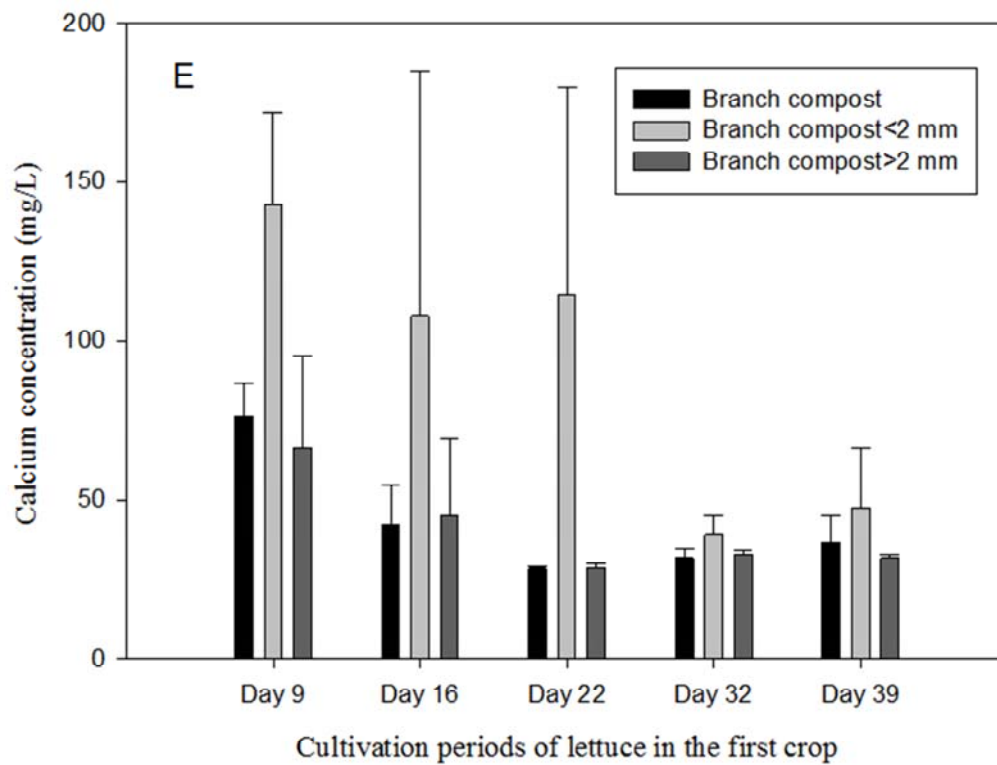 E
Branch compost
Branch compost<2 mm
Branch compost>2 mm
Calcium concentration (mg/L)
200
150
100
50
0
Day 9 Day 16 Day 22 Day 32 Day 39
Cultivation periods of lettuce in the first crop